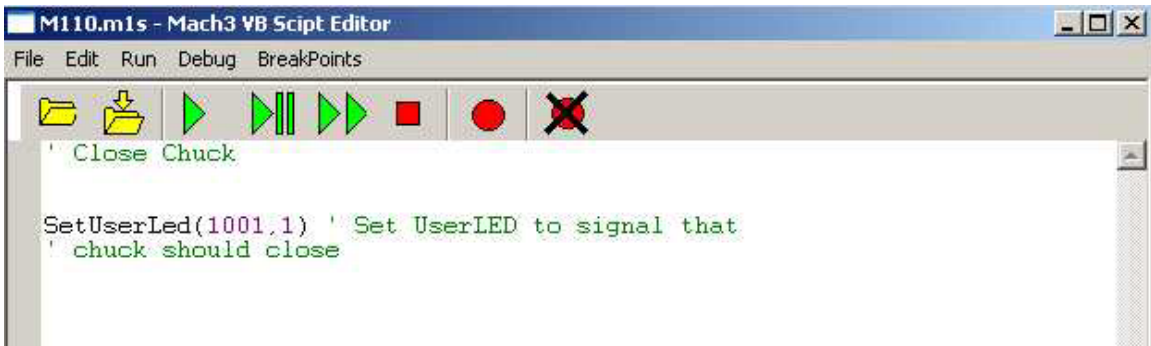 M110.m1s - Mach3 VB Scipt Editor
File Edit Run Debug BreakPoints
' Close Chuck
SetUserLed(1001,1) ' Set UserLED to signal that
' chuck should close